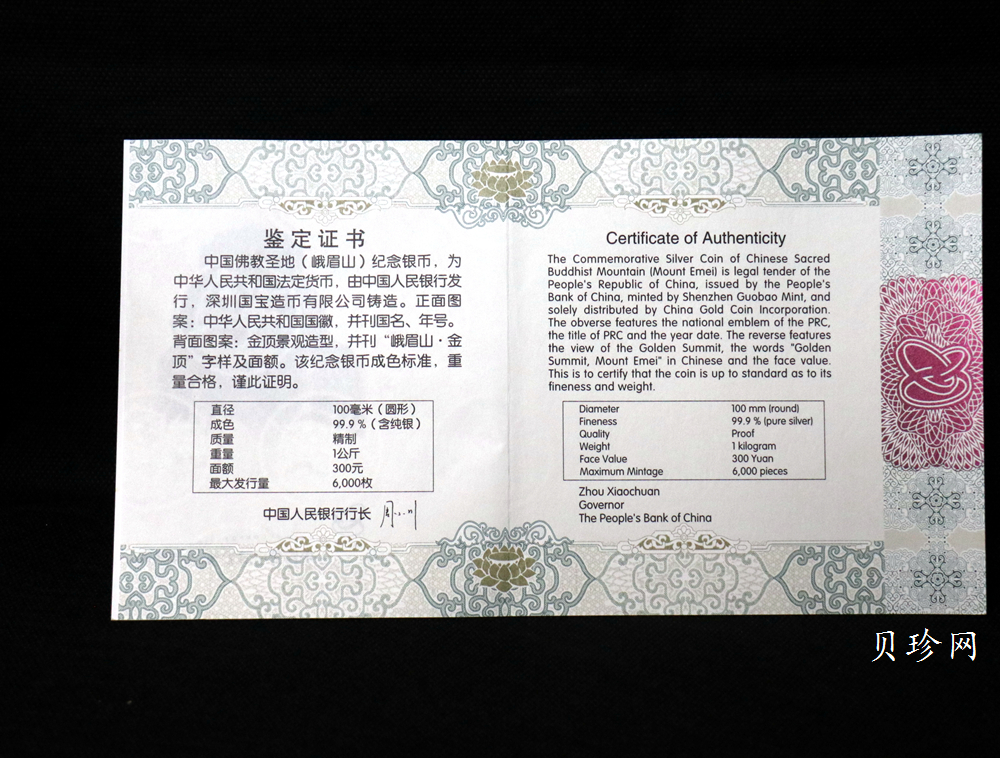 鉴定证书
中国佛教圣地（峨眉山）纪念银币，为
中华人民共和国法定货币，由中国人民银行发
行，深圳国宝造币有限公司铸造。正面图
案：中华人民共和国国徽，并刊国名、年号。
背面图案：金顶景观造型，并刊“峨眉山·金
顶”字样及面额。该纪念银币成色标准，重
量合格，谨此证明。
直径 100毫米（圆形）
成色 99.9％（含纯银）
质量 精制
重量 1公斤
面额 300元
最大发行量 6,000枚
中国人民银行行长
Certificate of Authenticity
The Commemorative Silver Coin of Chinese Sacred
Buddhist Mountain (Mount Emei) is legal tender of the
People's Republic of China, issued by the People's
Bank of China, minted by Shenzhen Guobao Mint, and
solely distributed by China Gold Coin Incorporation.
The obverse features the national emblem of the PRC,
the title of PRC and the year date. The reverse features
the view of the Golden Summit, the words "Golden
Summit, Mount Emei" in Chinese and the face value.
This is to certify that the coin is up to standard as to its
fineness and weight.
Diameter 100 mm (round)
Fineness 99.9 % (pure silver)
Quality Proof
Weight 1 kilogram
Face Value 300 Yuan
Maximum Mintage 6,000 pieces
Zhou Xiaochuan
Governor
The People's Bank of China
贝珍网